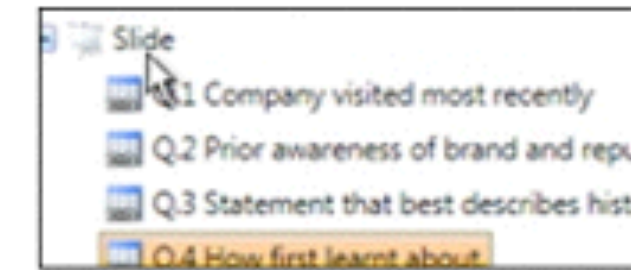 Slide
Q.1 Company visited most recently
Q.2 Prior awareness of brand and repu
Q.3 Statement that best describes hist
Q.4 How first learnt about